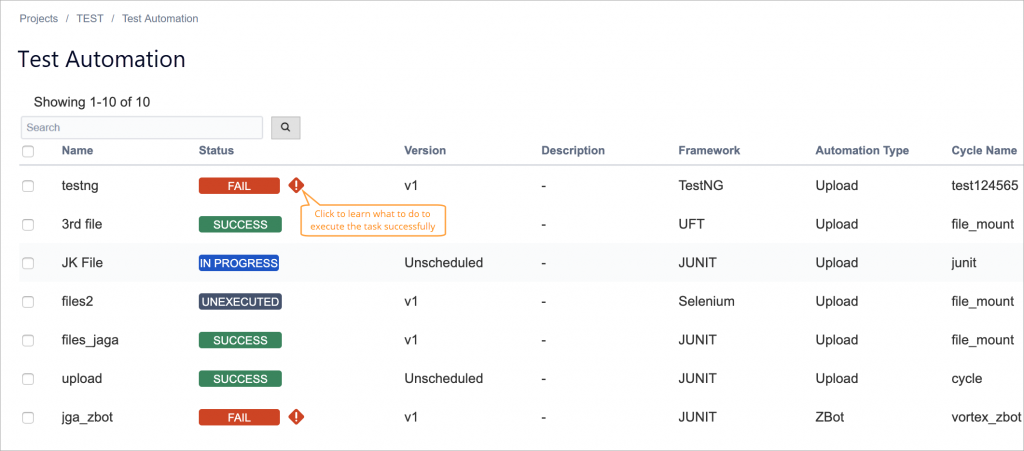 Projects / TEST / Test Automation
Test Automation
Showing 1-10 of 10
Search
Name Status Version Description Framework Automation Type Cycle Name
testng FAIL v1 - TestNG Upload test124565
Click to learn what to do to
execute the task successfully
3rd file SUCCESS - UFT Upload file_mount
JK File IN PROGRESS Unscheduled - JUNIT Upload junit
files2 UNEXECUTED v1 - Selenium Upload file_mount
files_jaga SUCCESS v1 - JUNIT Upload file_mount
upload SUCCESS Unscheduled - JUNIT Upload cycle
jga_zbot FAIL v1 - JUNIT ZBot vortex_zbot